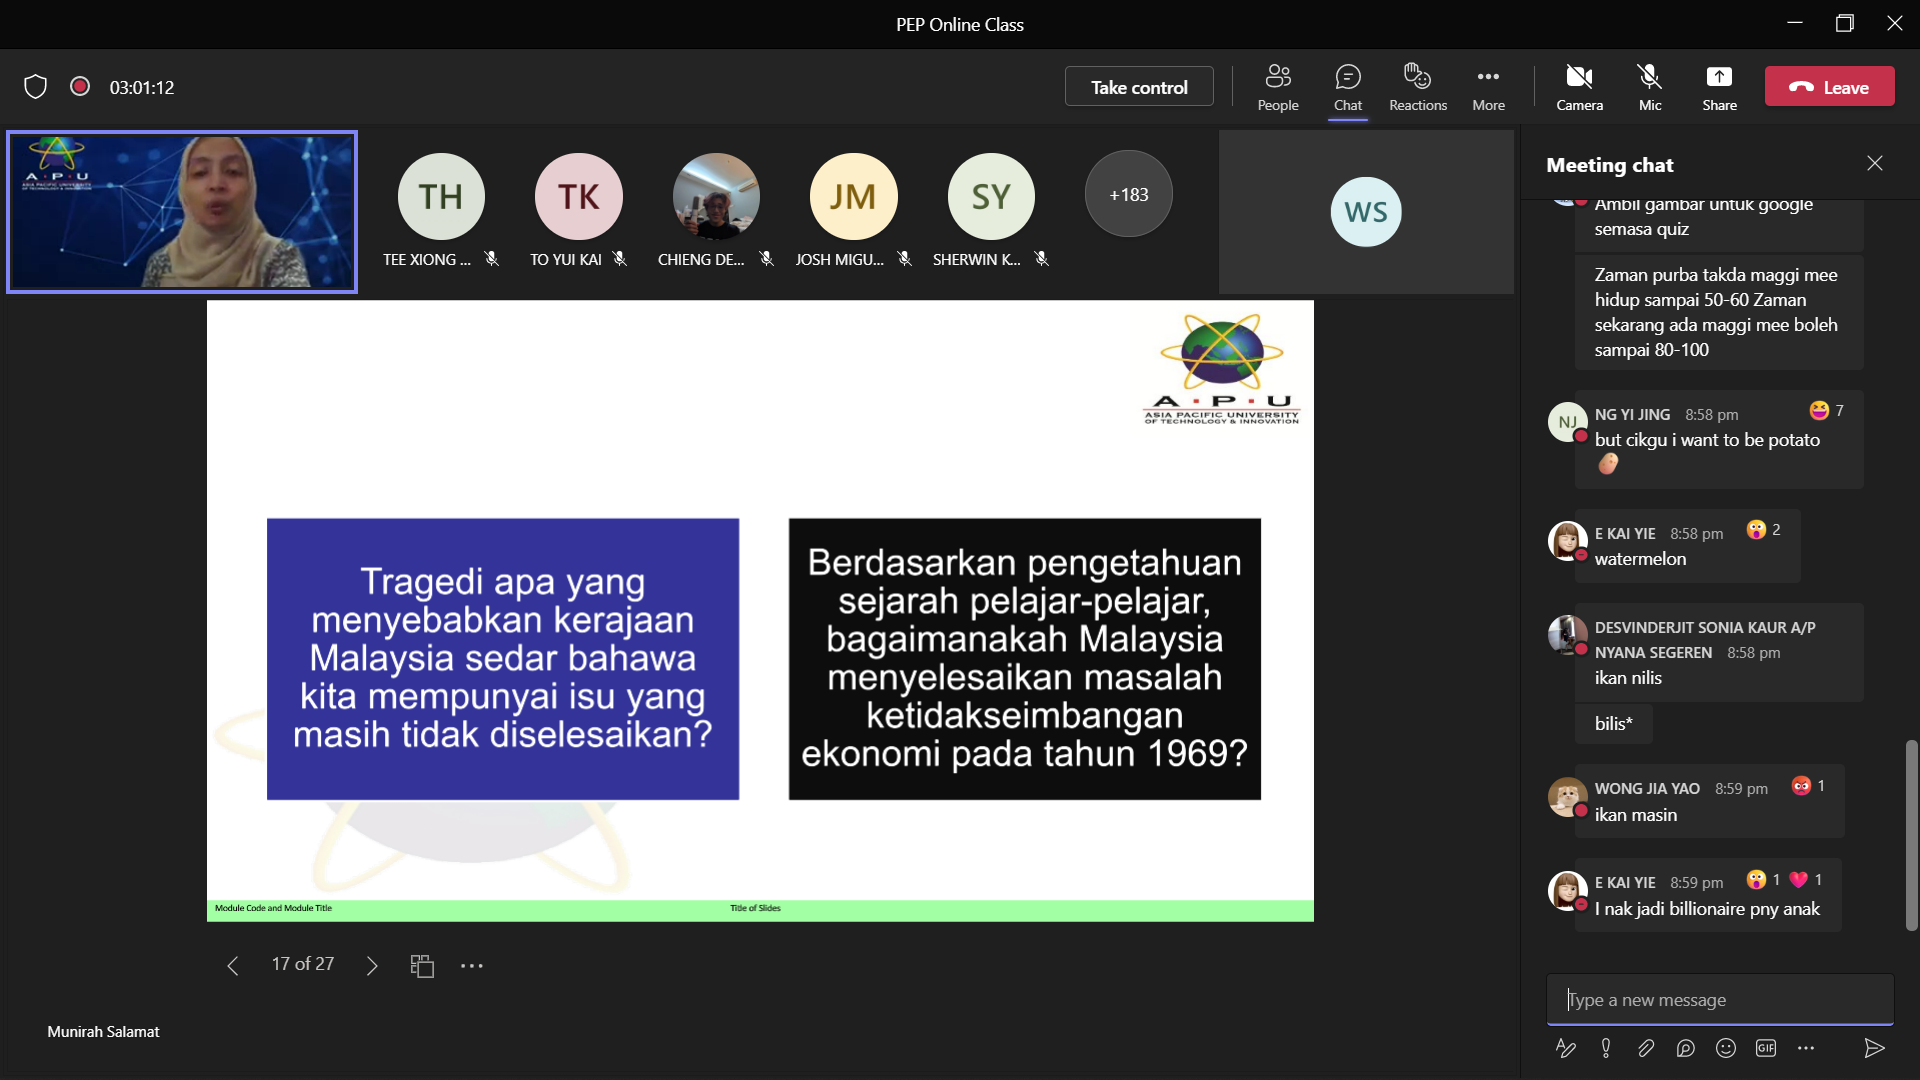 PEP Online Class
03:01:12
Take control
People
Chat
Reactions
More
Camera
Mic
Share
Leave
A·P·U
ASIA PACIFIC UNIVERSITY
OF TECHNOLOGY & INNOVATION
TH
TEE XIONG ...
TK
TO YUI KAI
CHIENG DE...
JM
JOSH MIGU...
SY
SHERWIN K...
+183
WS
A·P·U
ASIA PACIFIC UNIVERSITY
OF TECHNOLOGY & INNOVATION
Tragedi apa yang
menyebabkan kerajaan
Malaysia sedar bahawa
kita mempunyai isu yang
masih tidak diselesaikan?
Berdasarkan pengetahuan
sejarah pelajar-pelajar,
bagaimanakah Malaysia
menyelesaikan masalah
ketidakseimbangan
ekonomi pada tahun 1969?
Module Code and Module Title
Title of Slides
17 of 27
Munirah Salamat
Meeting chat
Ambil gambar untuk google
semasa quiz
Zaman purba takda maggi mee
hidup sampai 50-60 Zaman
sekarang ada maggi mee boleh
sampai 80-100
NJ
NG YI JING 8:58 pm 😆 7
but cikgu i want to be potato
🥔
E KAI YIE 8:58 pm 😲 2
watermelon
DESVINDERJIT SONIA KAUR A/P
NYANA SEGEREN 8:58 pm
ikan nilis
bilis*
WONG JIA YAO 8:59 pm 😡 1
ikan masin
E KAI YIE 8:59 pm 😲 1 ❤️ 1
I nak jadi billionaire pny anak
Type a new message
GIF